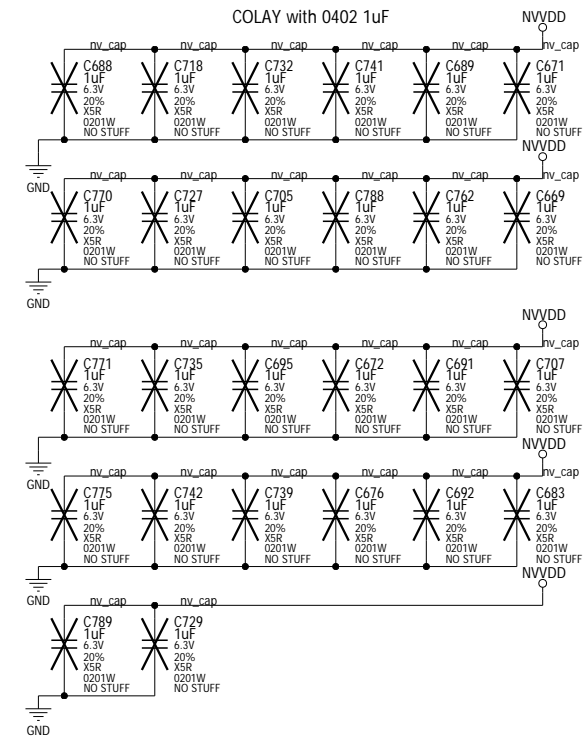 COLAY with 0402 1uF
NVVDD
nv_cap nv_cap nv_cap nv_cap nv_cap nv_cap
C688 C718 C732 C741 C689 C671
1uF 1uF 1uF 1uF 1uF 1uF
6.3V 6.3V 6.3V 6.3V 6.3V 6.3V
20% 20% 20% 20% 20% 20%
X5R X5R X5R X5R X5R X5R
0201W 0201W 0201W 0201W 0201W 0201W
NO STUFF NO STUFF NO STUFF NO STUFF NO STUFF NO STUFF
NVVDD
GND
nv_cap nv_cap nv_cap nv_cap nv_cap nv_cap
C770 C727 C705 C788 C762 C669
1uF 1uF 1uF 1uF 1uF 1uF
6.3V 6.3V 6.3V 6.3V 6.3V 6.3V
20% 20% 20% 20% 20% 20%
X5R X5R X5R X5R X5R X5R
0201W 0201W 0201W 0201W 0201W 0201W
NO STUFF NO STUFF NO STUFF NO STUFF NO STUFF NO STUFF
GND
NVVDD
nv_cap nv_cap nv_cap nv_cap nv_cap nv_cap
C771 C735 C695 C672 C691 C707
1uF 1uF 1uF 1uF 1uF 1uF
6.3V 6.3V 6.3V 6.3V 6.3V 6.3V
20% 20% 20% 20% 20% 20%
X5R X5R X5R X5R X5R X5R
0201W 0201W 0201W 0201W 0201W 0201W
NO STUFF NO STUFF NO STUFF NO STUFF NO STUFF NO STUFF
NVVDD
GND
nv_cap nv_cap nv_cap nv_cap nv_cap nv_cap
C775 C742 C739 C676 C692 C683
1uF 1uF 1uF 1uF 1uF 1uF
6.3V 6.3V 6.3V 6.3V 6.3V 6.3V
20% 20% 20% 20% 20% 20%
X5R X5R X5R X5R X5R X5R
0201W 0201W 0201W 0201W 0201W 0201W
NO STUFF NO STUFF NO STUFF NO STUFF NO STUFF NO STUFF
NVVDD
GND
nv_cap nv_cap
C789 C729
1uF 1uF
6.3V 6.3V
20% 20%
X5R X5R
0201W 0201W
NO STUFF NO STUFF
GND